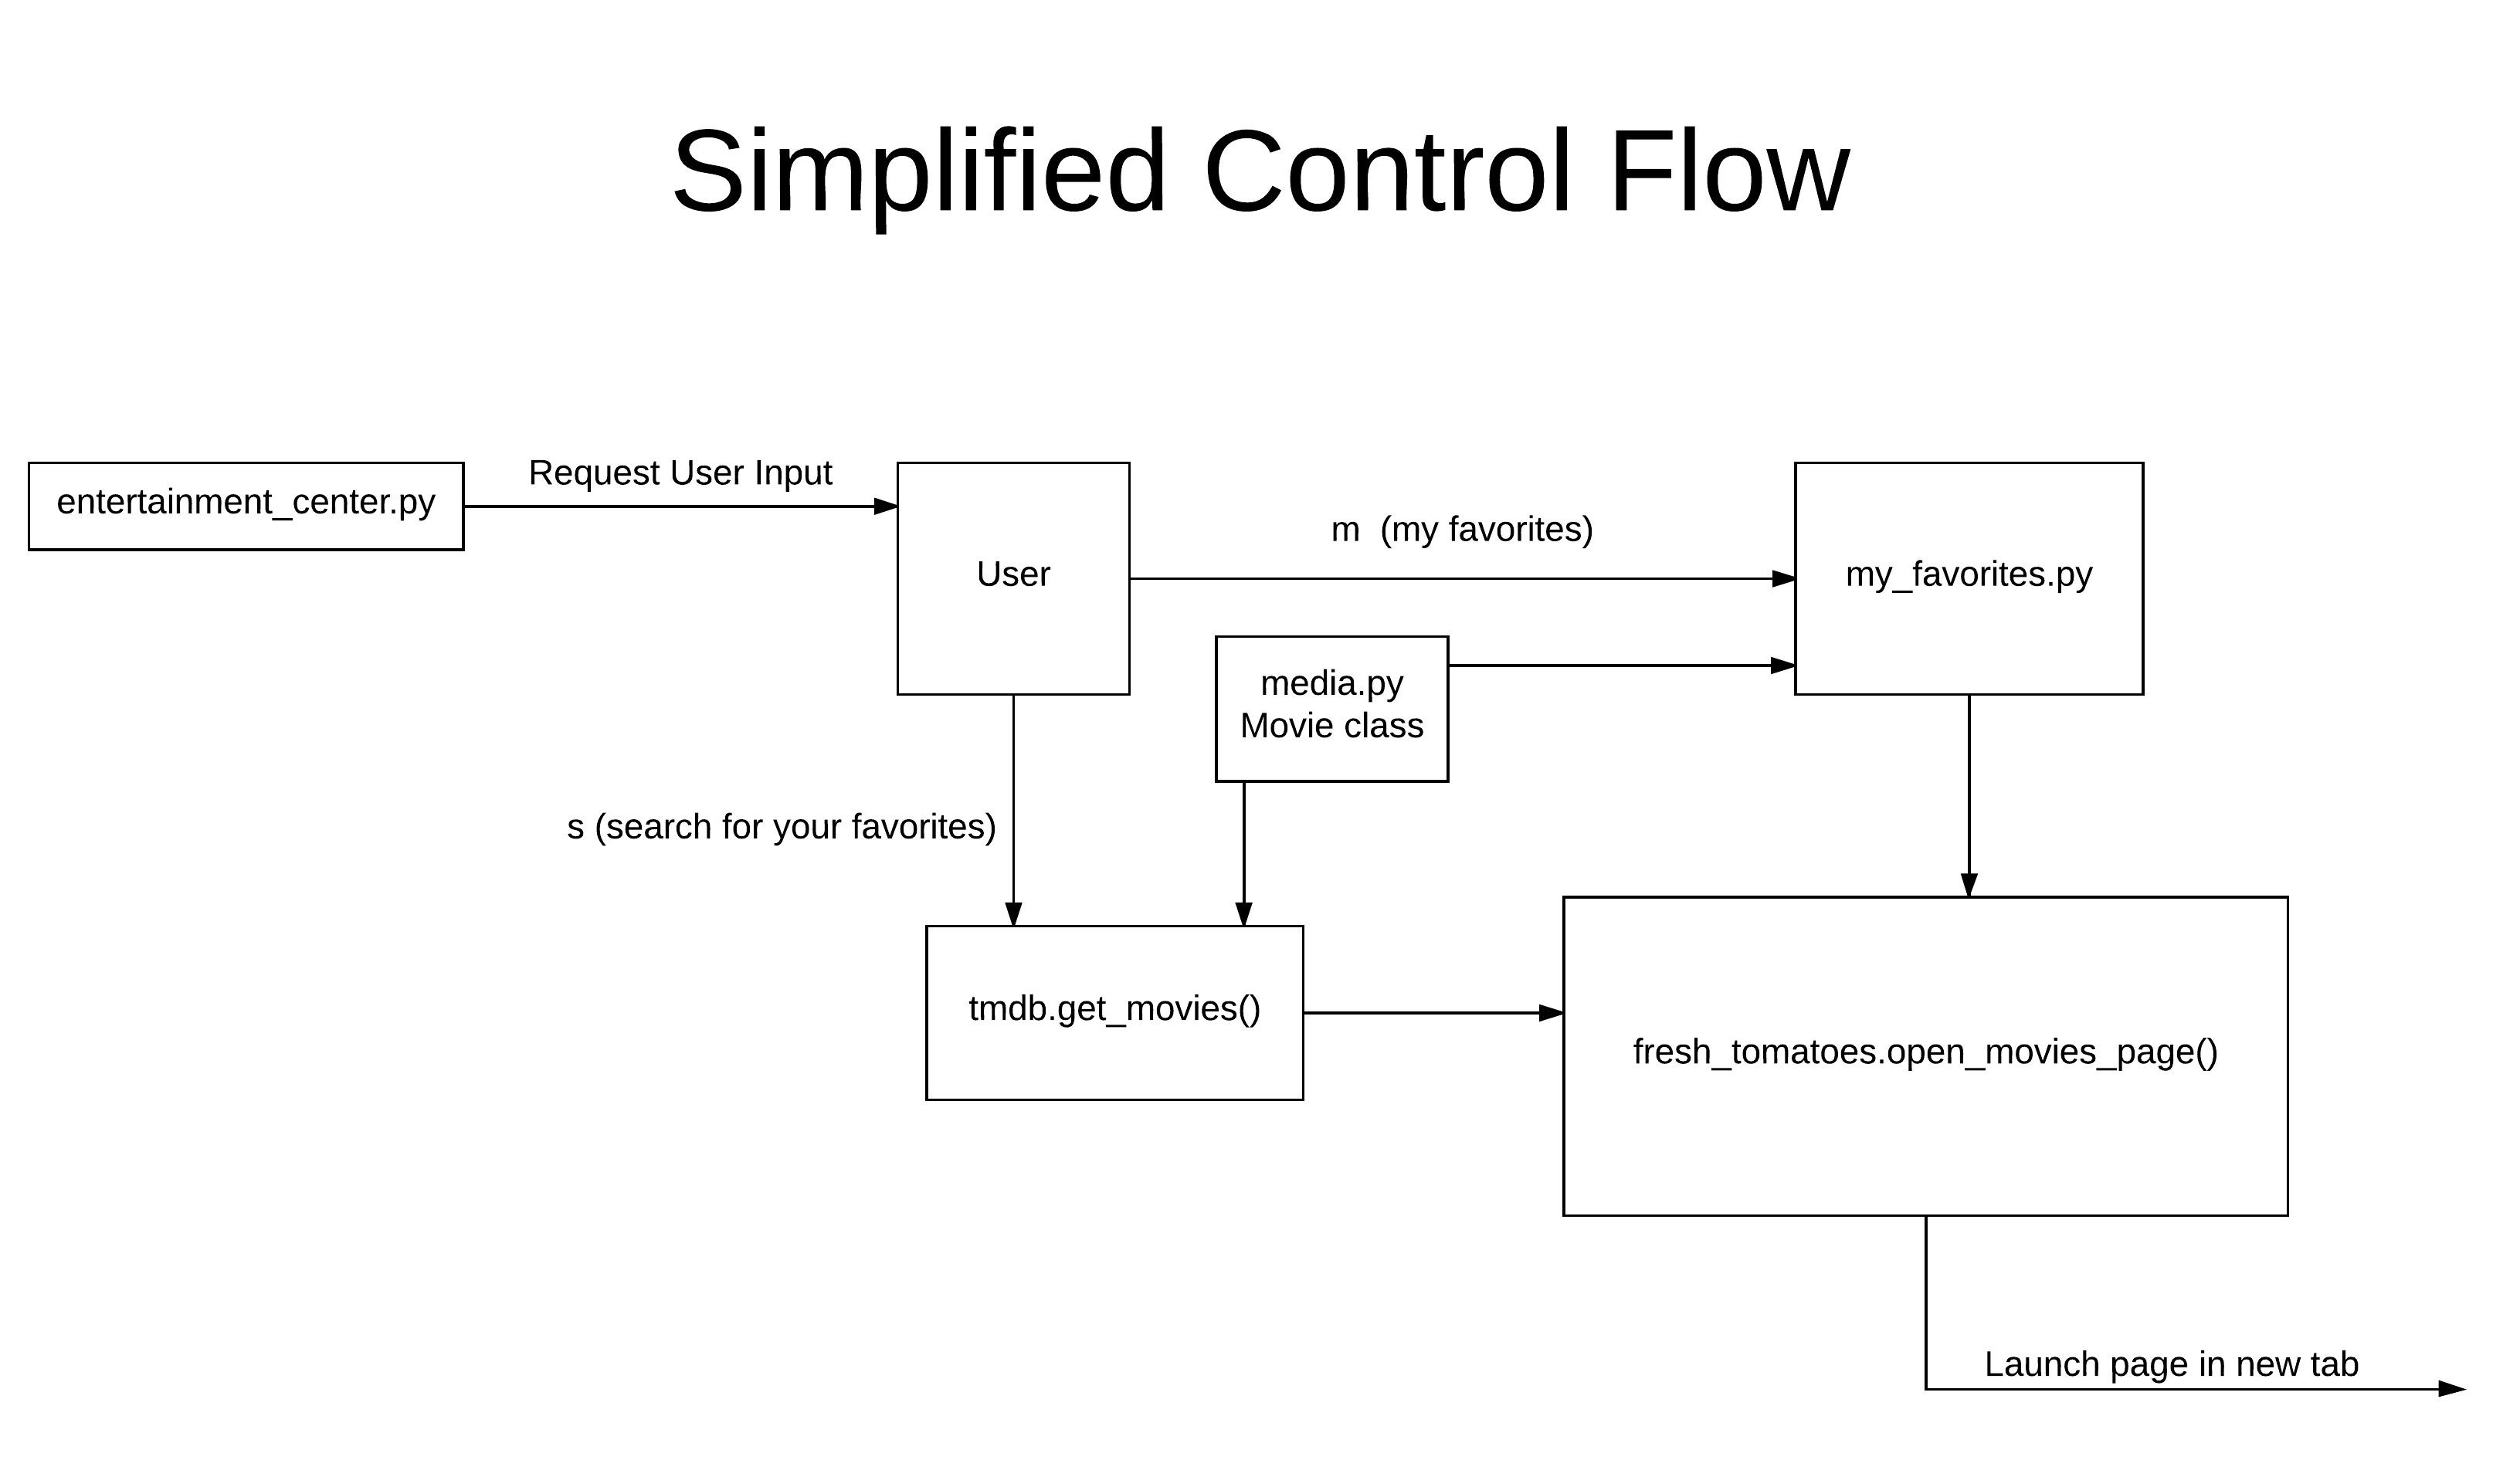 Simplified Control Flow
entertainment_center.py
Request User Input
User
m  (my favorites)
my_favorites.py
media.py
Movie class
s (search for your favorites)
tmdb.get_movies()
fresh_tomatoes.open_movies_page()
Launch page in new tab